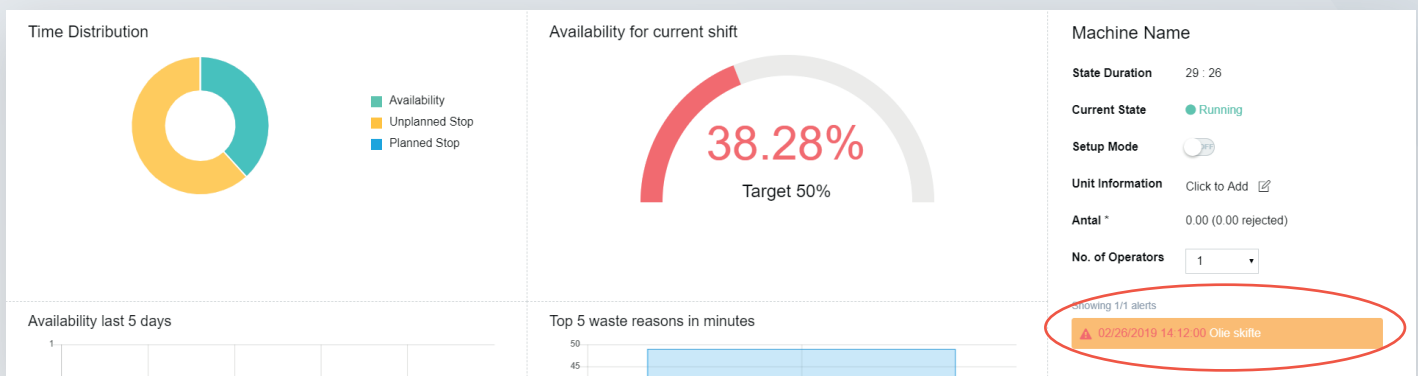 Time Distribution
Availability
Unplanned Stop
Planned Stop
Availability for current shift
38.28%
Target 50%
Machine Name
State Duration 29 : 26
Current State Running
Setup Mode OFF
Unit Information Click to Add
Antal * 0.00 (0.00 rejected)
No. of Operators 1
Showing 1/1 alerts
02/26/2019 14:12:00 Olie skifte
Availability last 5 days
1
Top 5 waste reasons in minutes
50
45